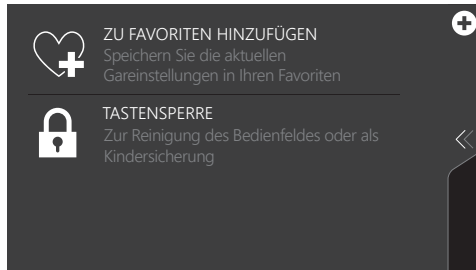 ZU FAVORITEN HINZUFÜGEN
Speichern Sie die aktuellen
Gareinstellungen in Ihren Favoriten
TASTENSPERRE
Zur Reinigung des Bedienfeldes oder als
Kindersicherung